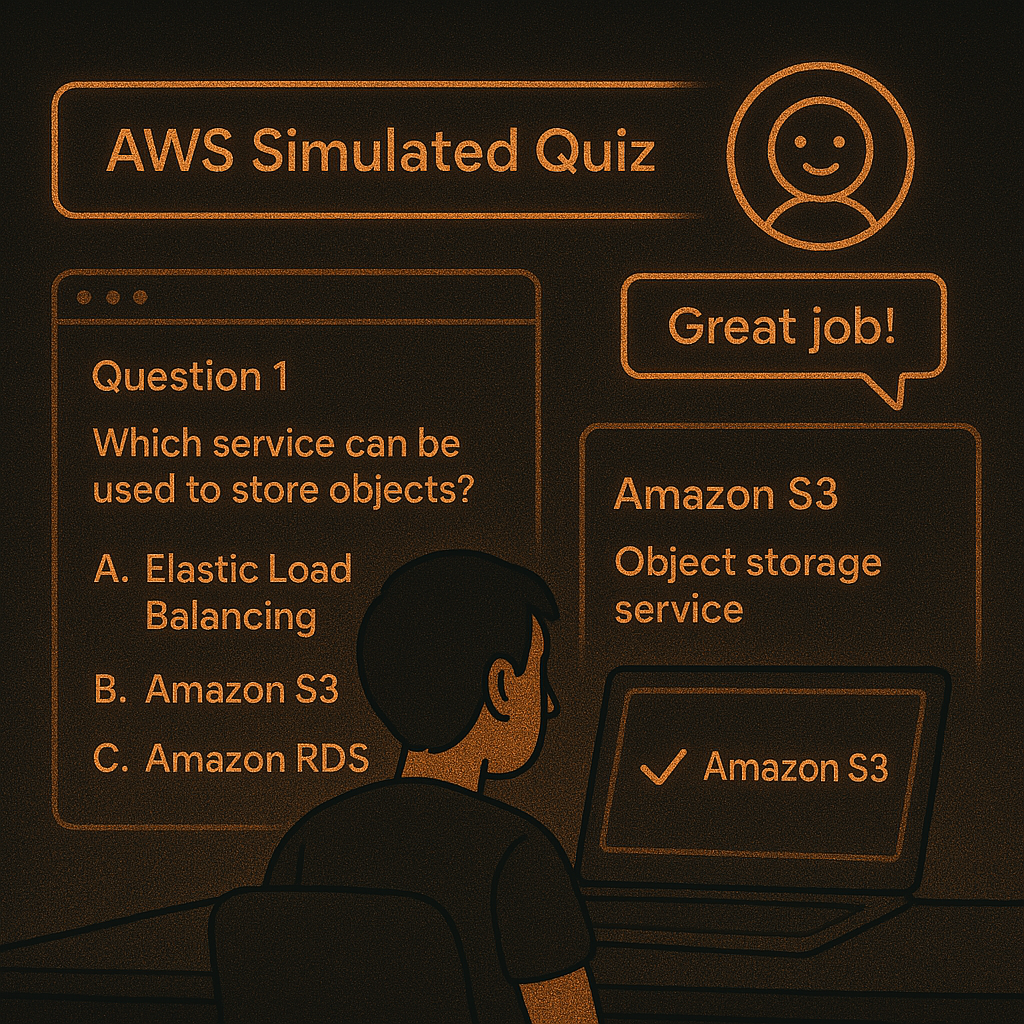 AWS Simulated Quiz
Question 1
Which service can be
used to store objects?
A. Elastic Load
Balancing
B. Amazon S3
C. Amazon RDS
Great job!
Amazon S3
Object storage
service
✓ Amazon S3